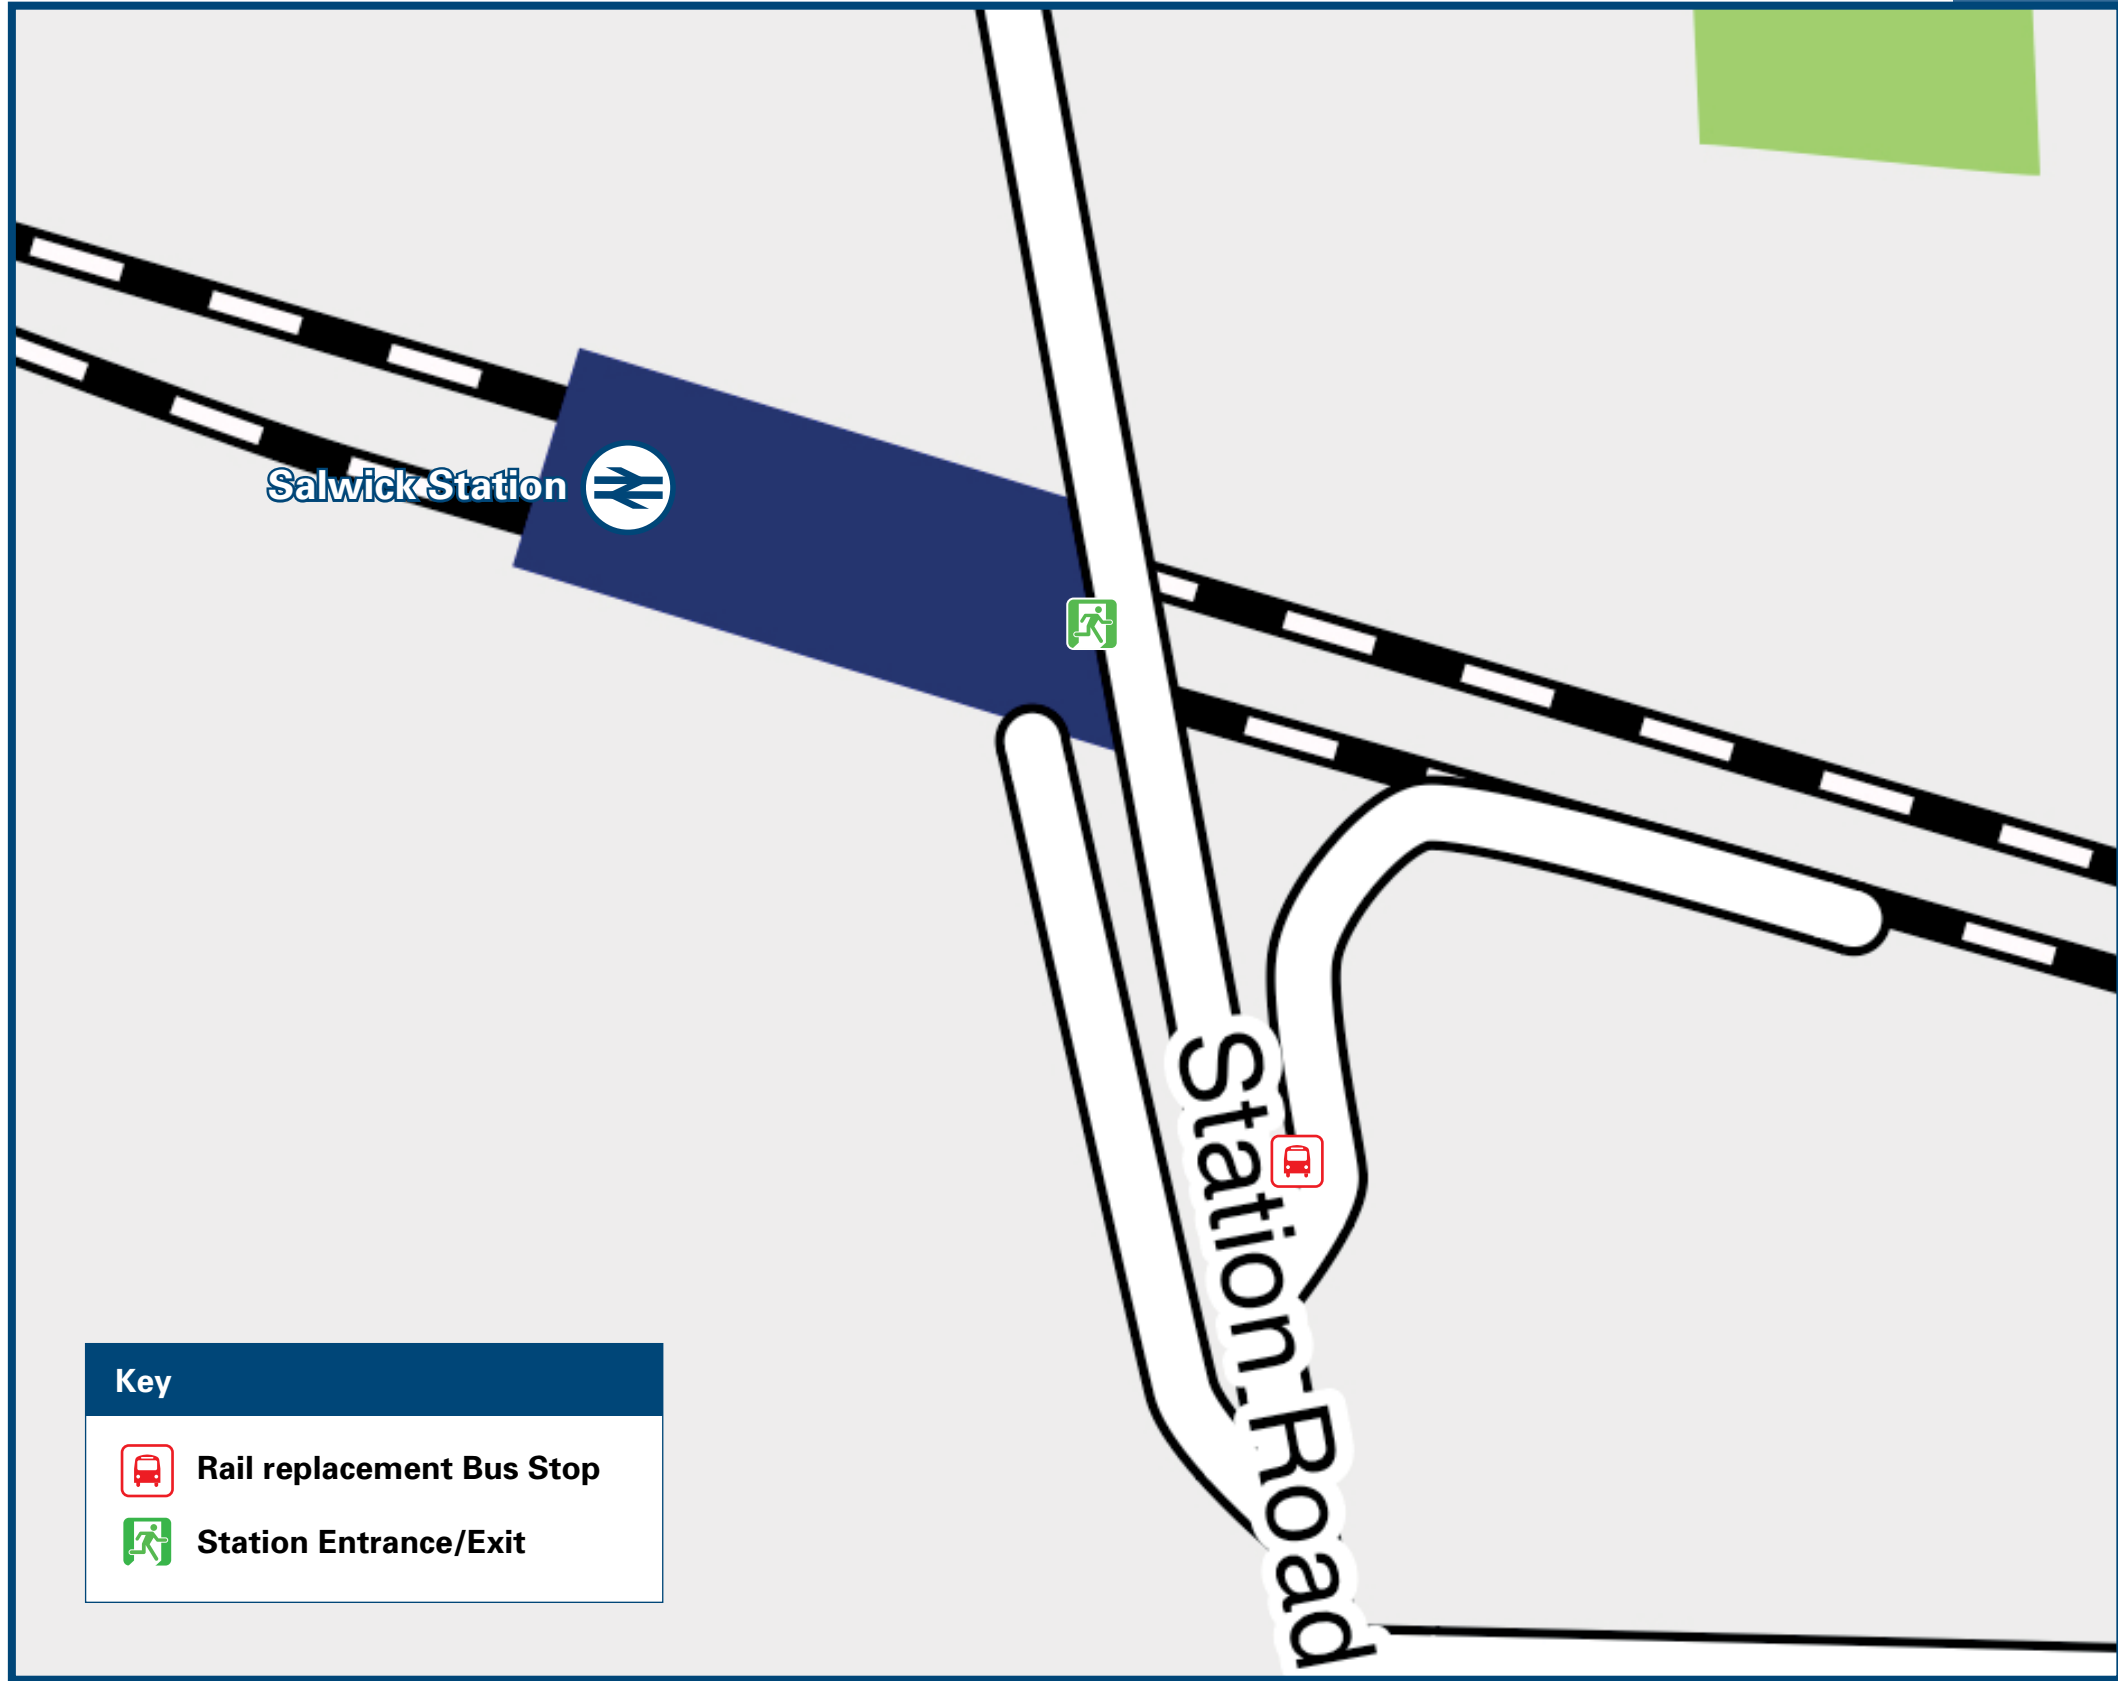 Salwick Station
Station Road
Key
Rail replacement Bus Stop
Station Entrance/Exit